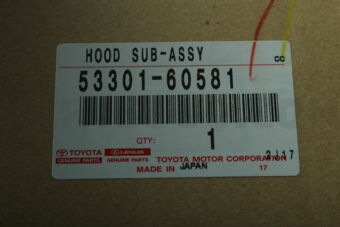 HOOD SUB-ASSY CC
53301-60581
QTY: 1
TOYOTA LEXUS 2J17
GENUINE PARTS GENUINE PARTS TOYOTA MOTOR CORPORATION
MADE IN JAPAN 17